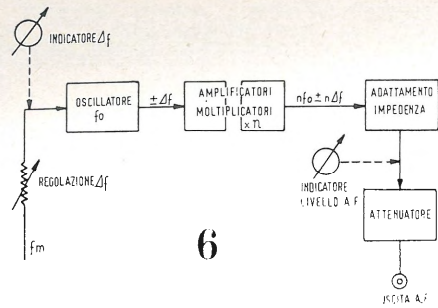 INDICATORE Δf
OSCILLATORE
fo
±Δf
AMPLIFICATORI
MOLTIPLICATORI
×n
nfo ± nΔf
ADATTAMENTO
IMPEDENZA
REGOLAZIONE Δf
fm
INDICATORE
LIVELLO A.F
ATTENUATORE
6
USCITA A.F